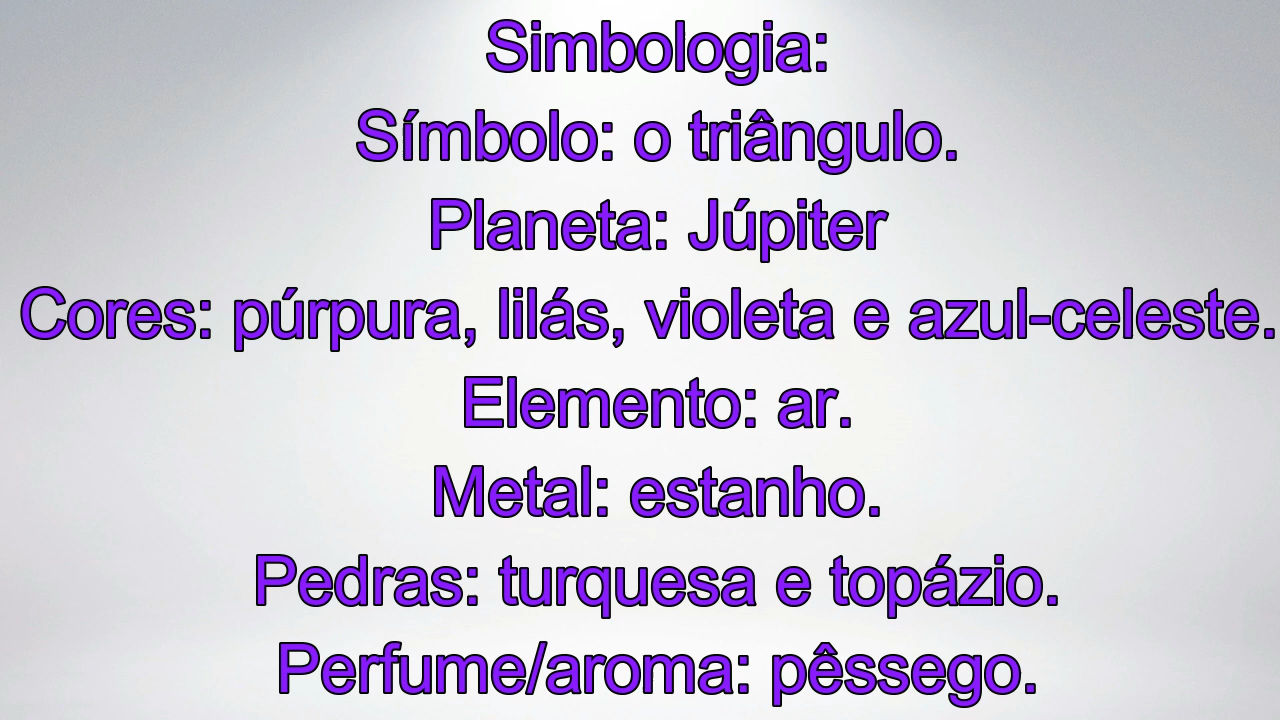 Simbologia:
Símbolo: o triângulo.
Planeta: Júpiter
Cores: púrpura, lilás, violeta e azul-celeste.
Elemento: ar.
Metal: estanho.
Pedras: turquesa e topázio.
Perfume/aroma: pêssego.